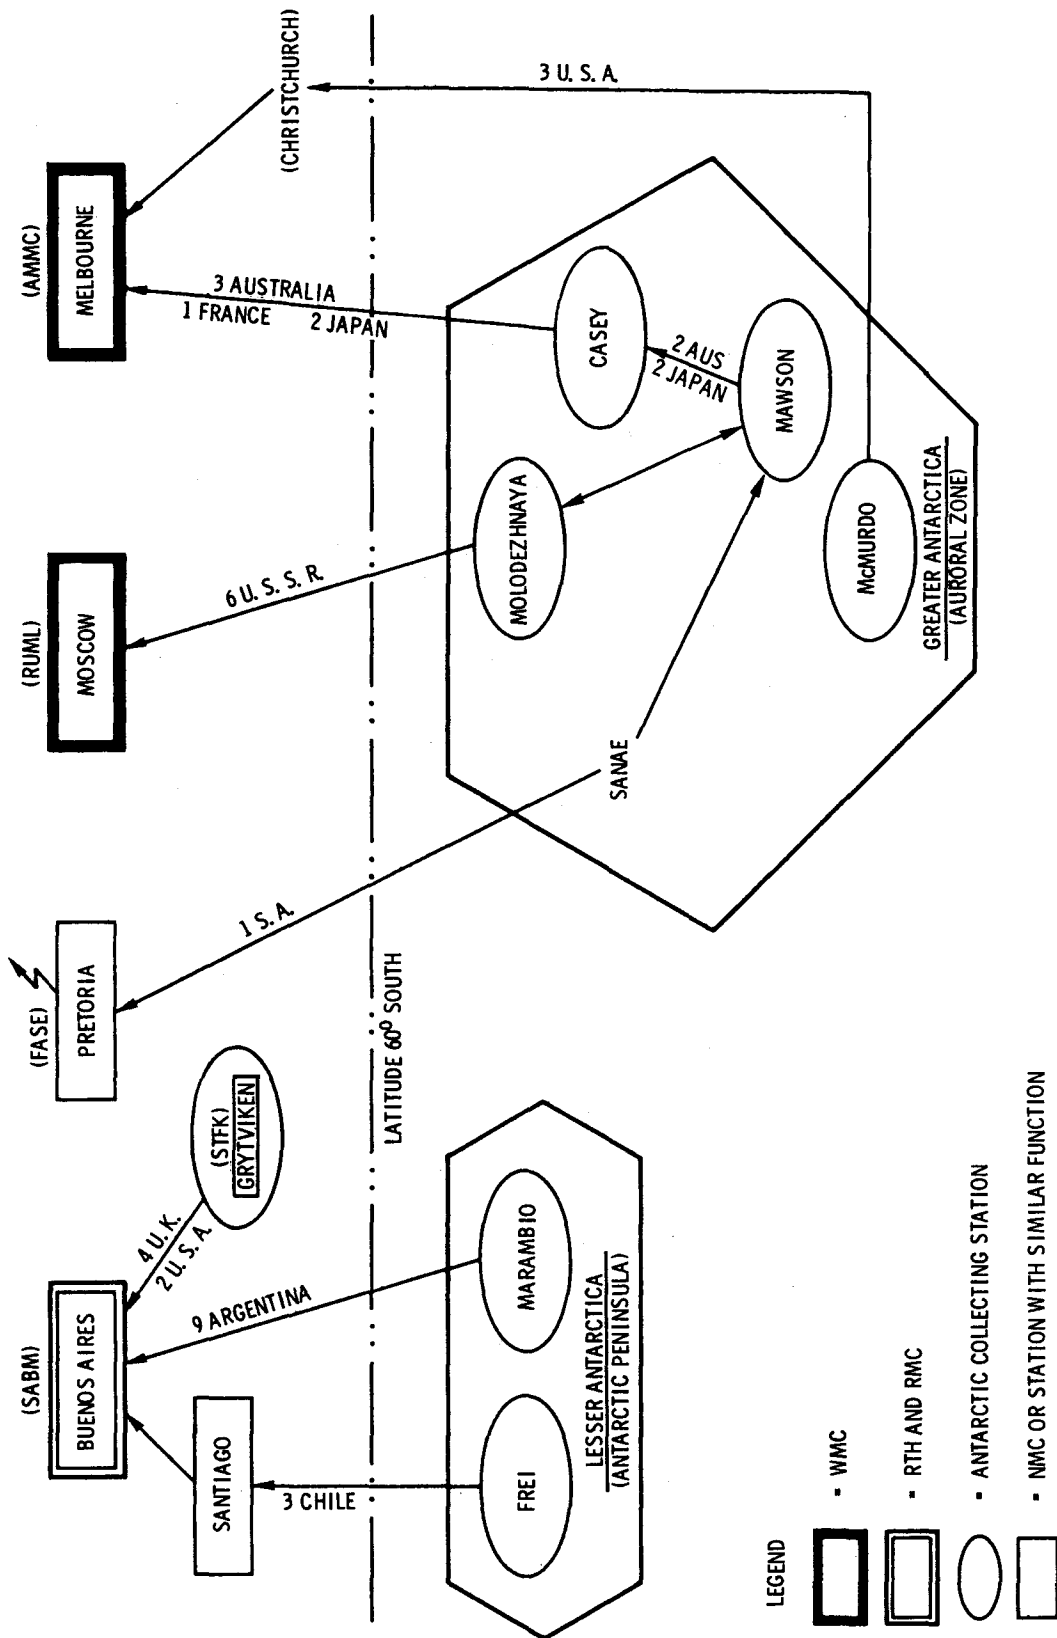 (SABM)
BUENOS AIRES
(FASE)
PRETORIA
(RUML)
MOSCOW
(AMMC)
MELBOURNE
SANTIAGO
4 U.K.
2 U.S.A.
(STFK)
GRYTVIKEN
(CHRISTCHURCH)
3 CHILE
9 ARGENTINA
1 S.A.
6 U.S.S.R.
3 AUSTRALIA
1 FRANCE 2 JAPAN
3 U.S.A.
LATITUDE 60° SOUTH
FREI
MARAMBIO
LESSER ANTARCTICA
(ANTARCTIC PENINSULA)
SANAE
MOLODEZHNAYA
CASEY
2 AUS
2 JAPAN
MAWSON
McMURDO
GREATER ANTARCTICA
(AURORAL ZONE)
LEGEND
= WMC
= RTH AND RMC
= ANTARCTIC COLLECTING STATION
= NMC OR STATION WITH SIMILAR FUNCTION